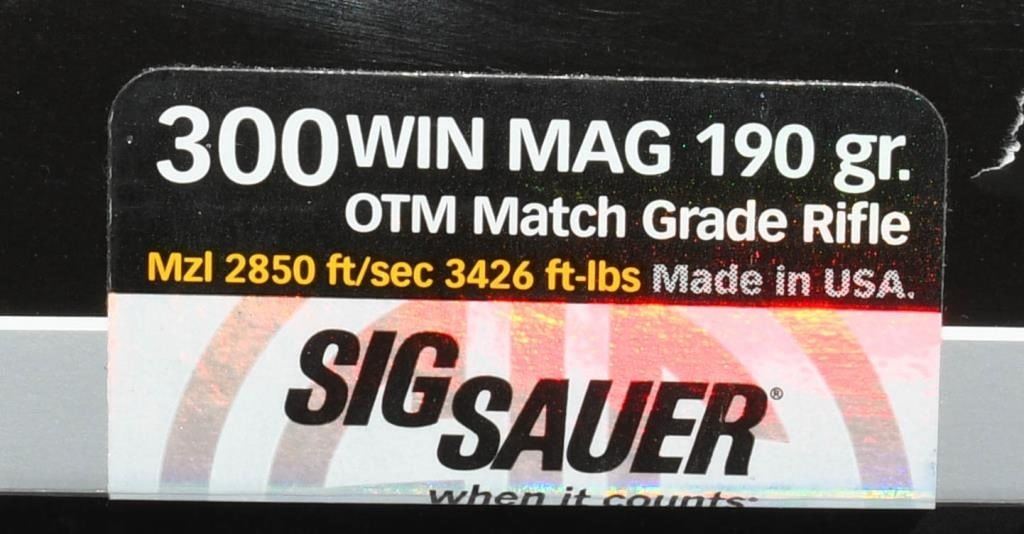 300 WIN MAG 190 gr.
OTM Match Grade Rifle
Mzl 2850 ft/sec 3426 ft-lbs Made in USA.
SIG SAUER®
when it counts™